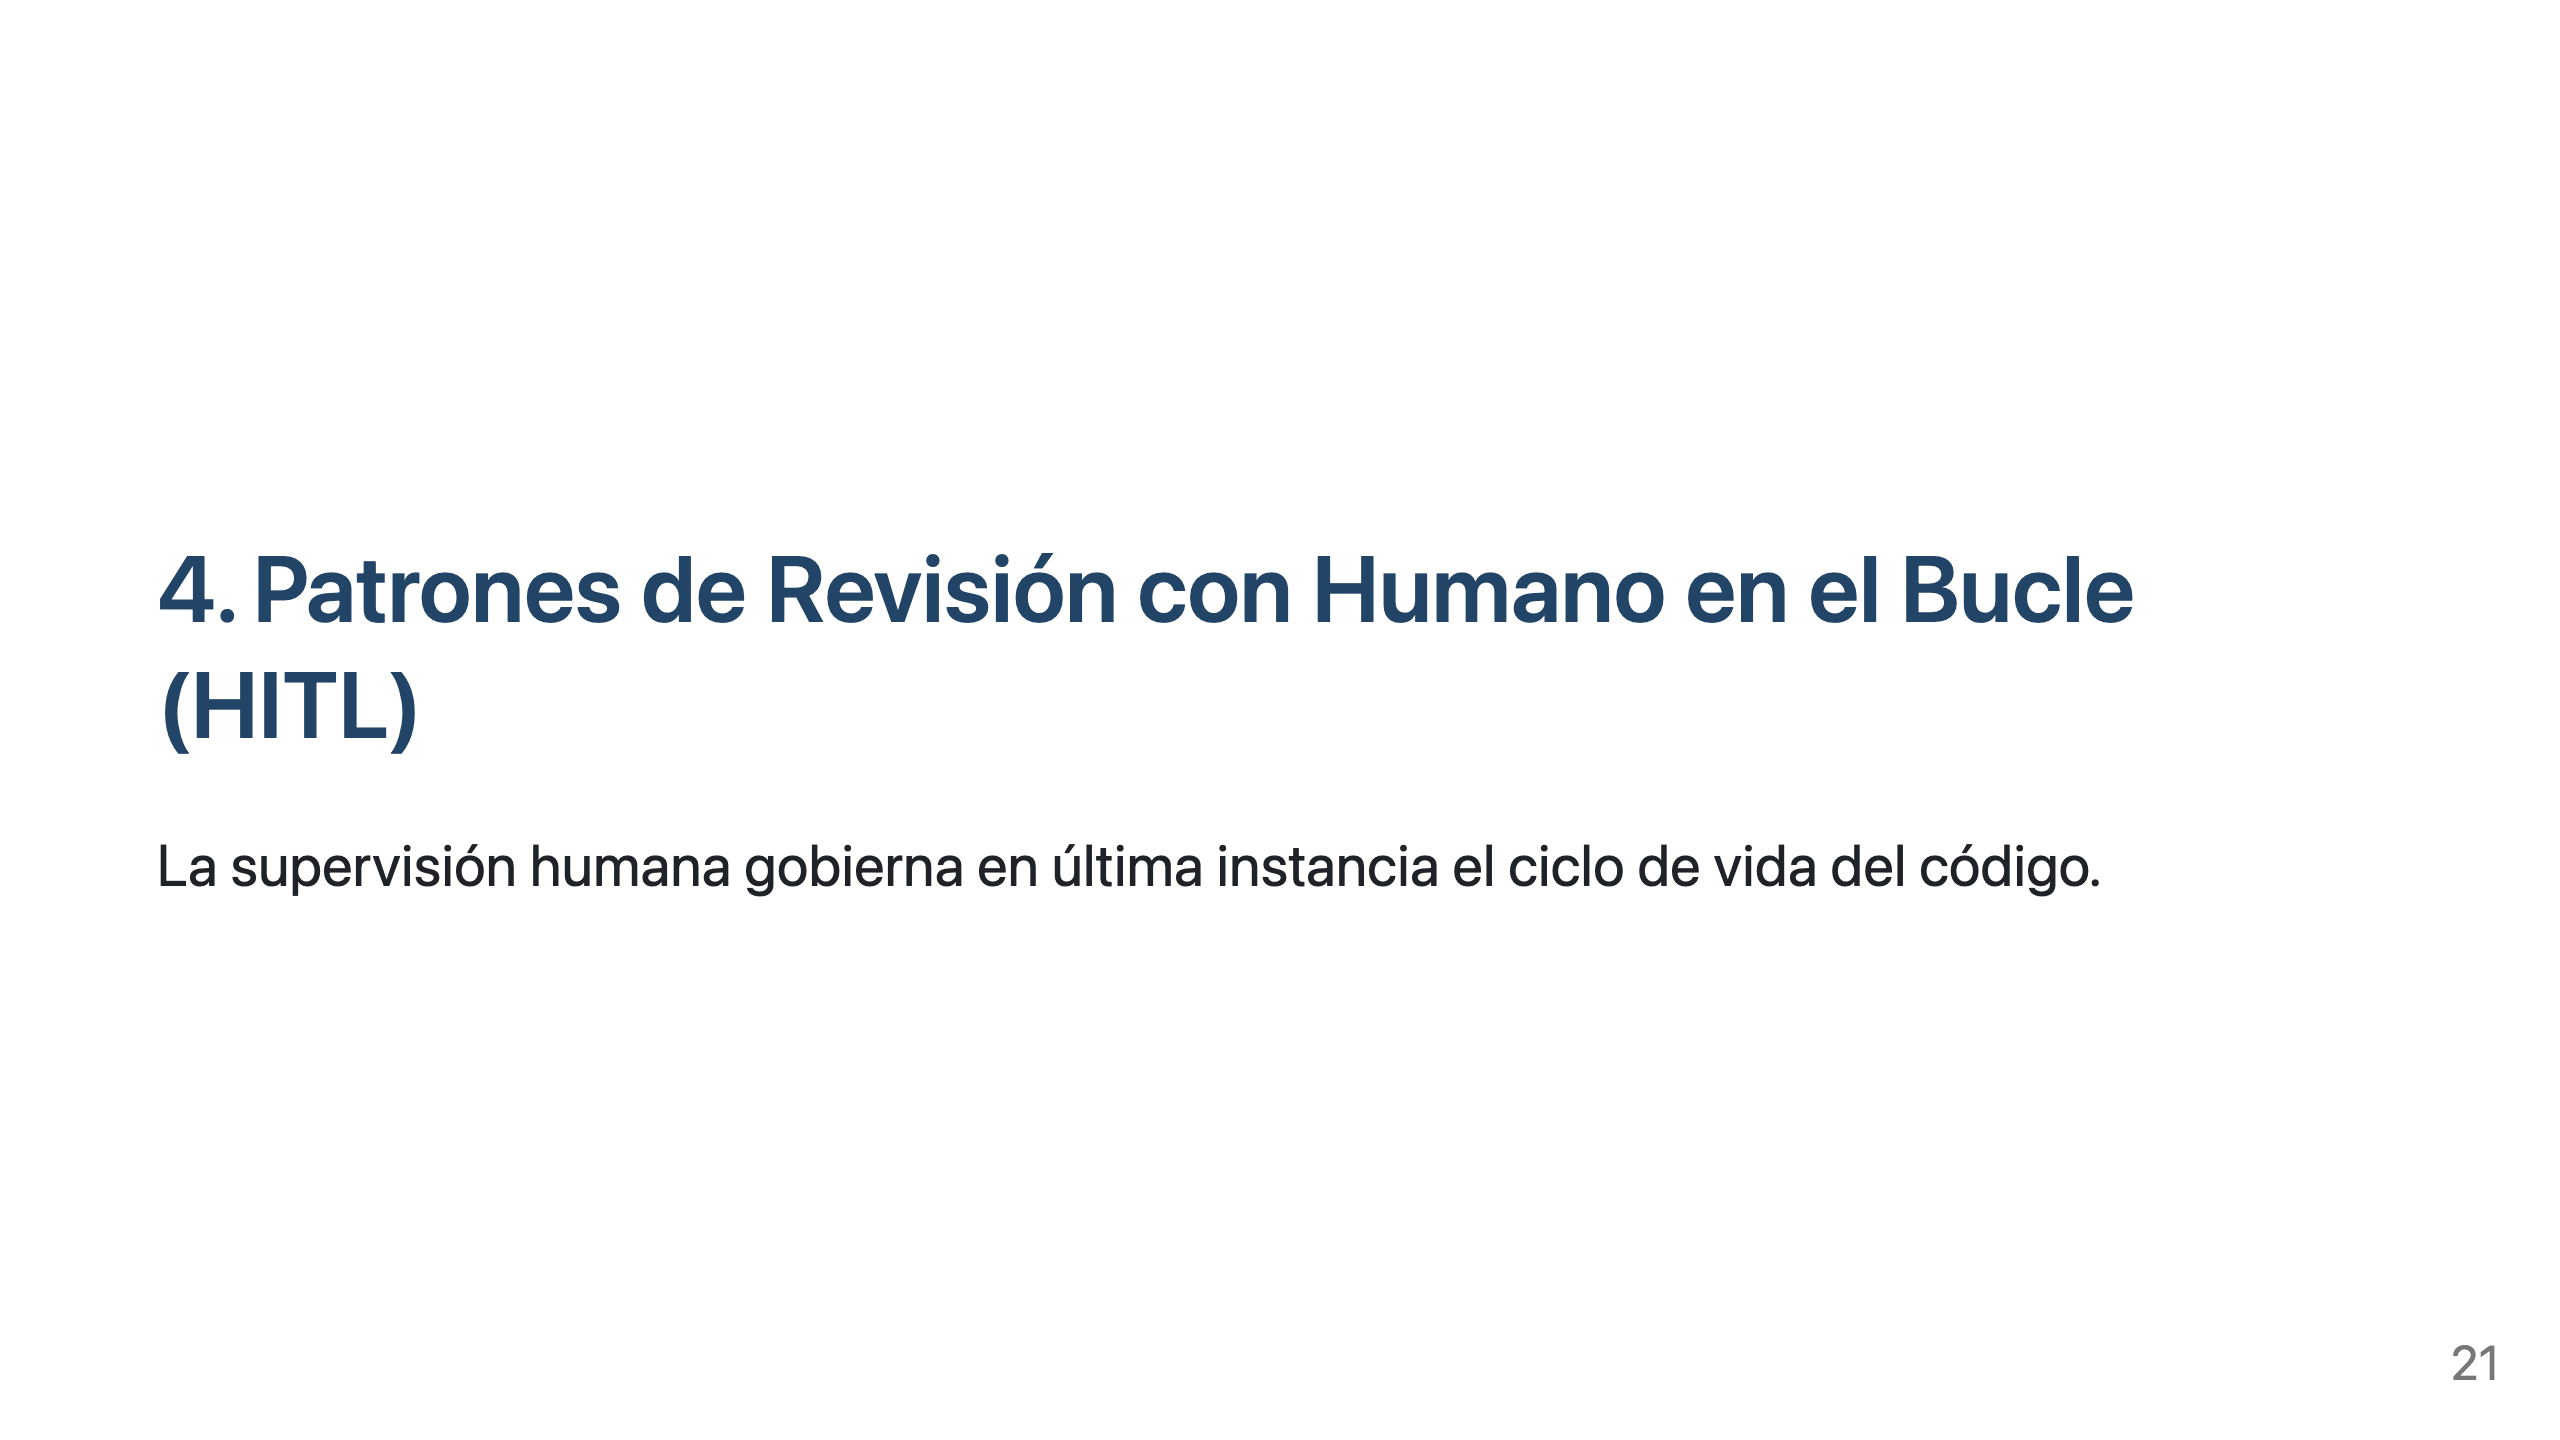 4. Patrones de Revisión con Humano en el Bucle
(HITL)
La supervisión humana gobierna en última instancia el ciclo de vida del código.
21